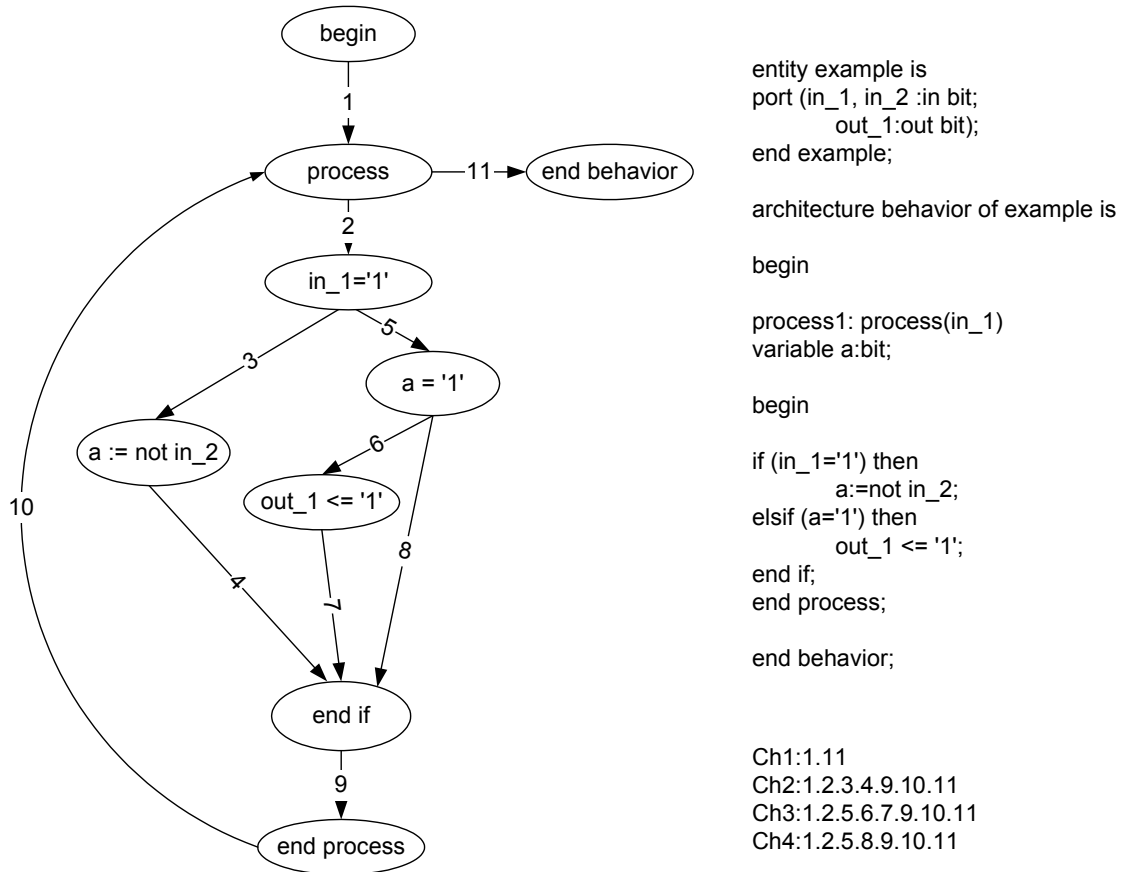 begin
1
process
11
end behavior
2
in_1='1'
3
5
a = '1'
a := not in_2
6
out_1 <= '1'
10
8
4
7
end if
9
end process
entity example is
port (in_1, in_2 :in bit;
out_1:out bit);
end example;
architecture behavior of example is
begin
process1: process(in_1)
variable a:bit;
begin
if (in_1='1') then
a:=not in_2;
elsif (a='1') then
out_1 <= '1';
end if;
end process;
end behavior;
Ch1:1.11
Ch2:1.2.3.4.9.10.11
Ch3:1.2.5.6.7.9.10.11
Ch4:1.2.5.8.9.10.11